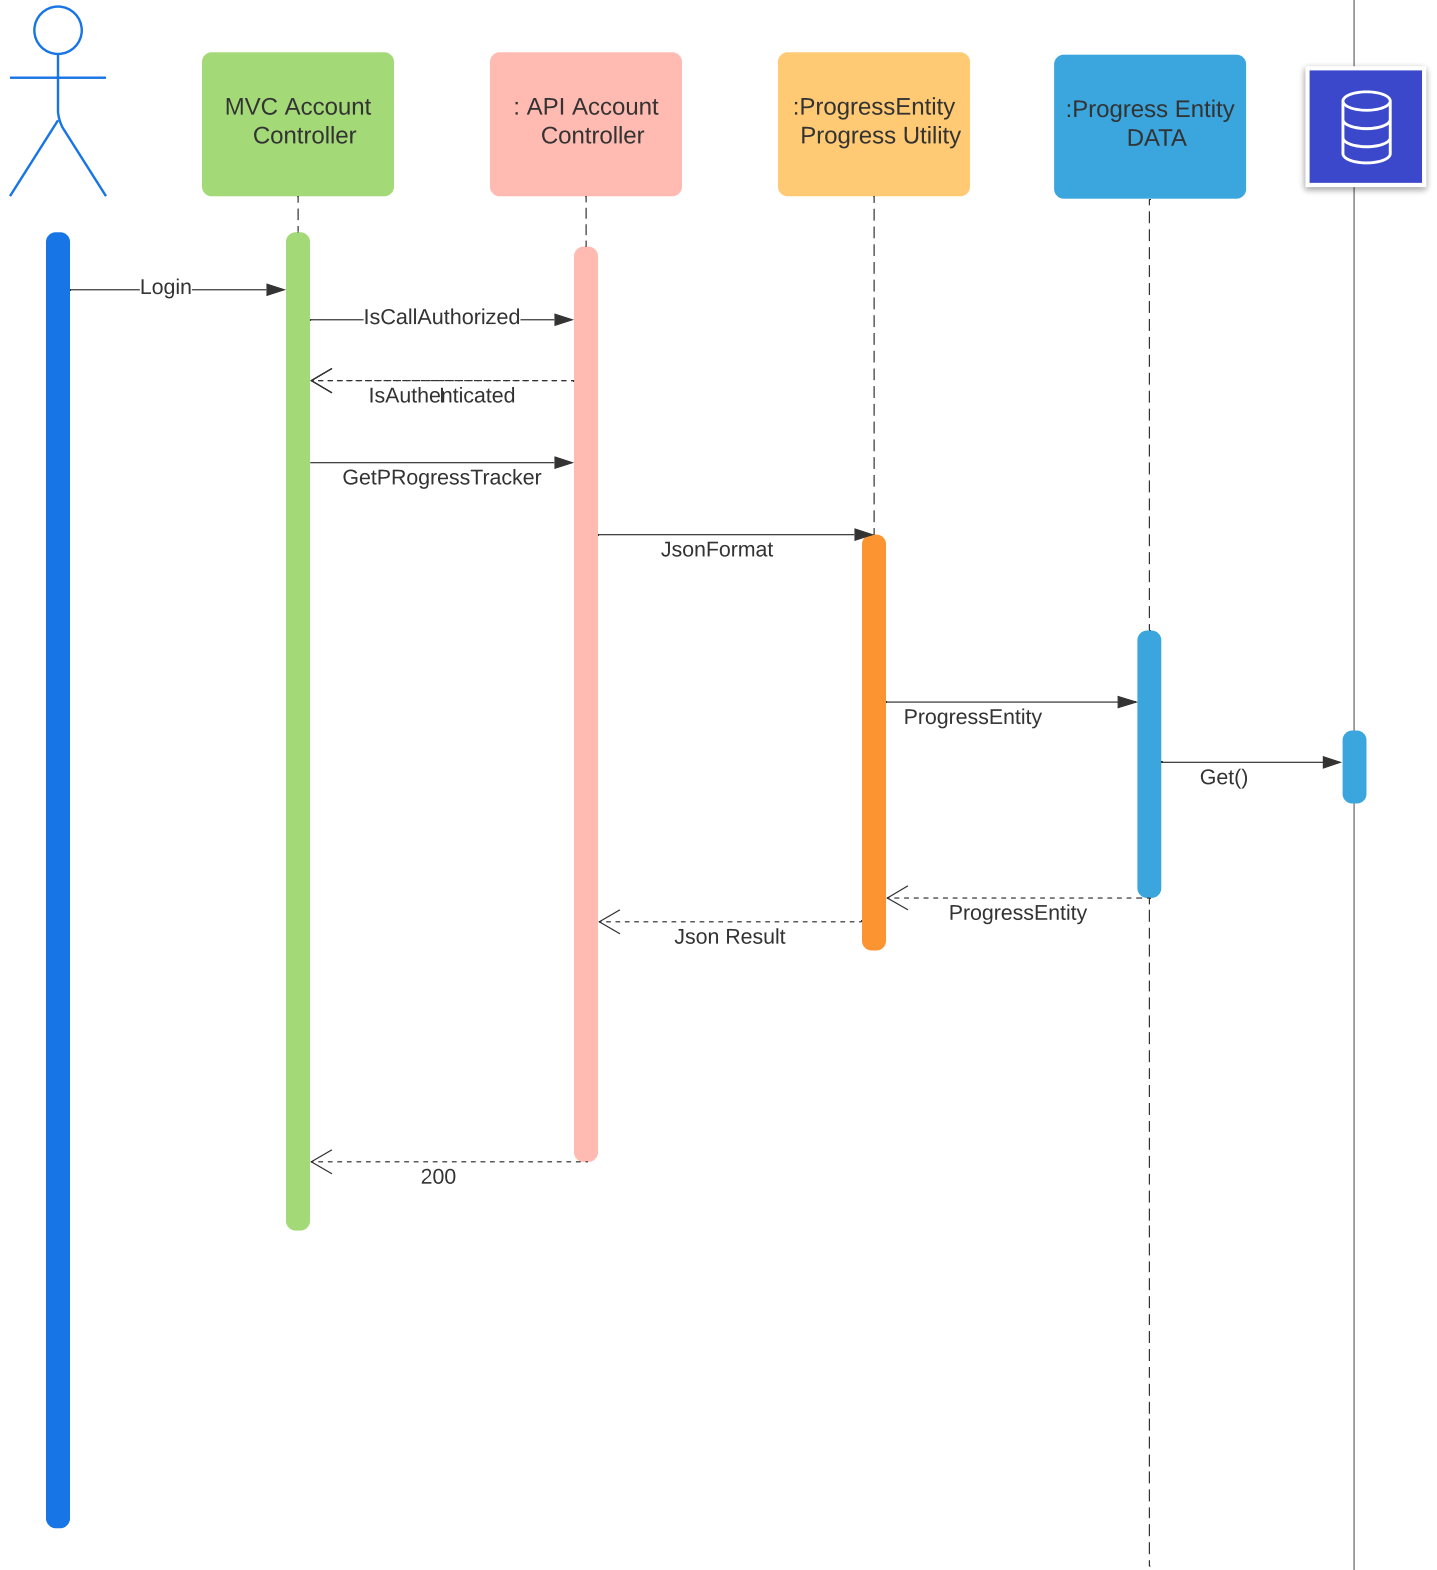 MVC Account
Controller
: API Account
Controller
:ProgressEntity
Progress Utility
:Progress Entity
DATA
Login
IsCallAuthorized
IsAuthenticated
GetPRogressTracker
JsonFormat
ProgressEntity
Get()
ProgressEntity
Json Result
200